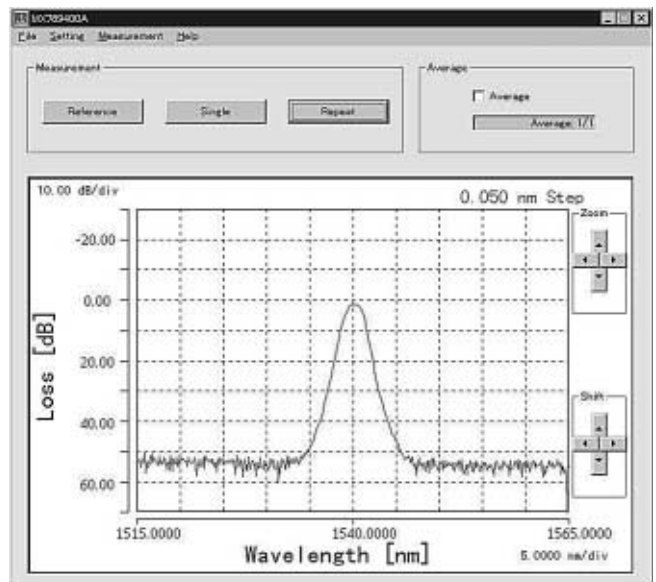 MX789400A
File Setting Measurement Help
Measurement
Average
Reference
Single
Repeat
Average
Average: 1/1
10.00 dB/div
0.050 nm Step
Zoom
-20.00
0.00
20.00
40.00
60.00
Loss [dB]
Shift
1515.0000
1540.0000
1565.0000
Wavelength [nm]
5.0000 nm/div